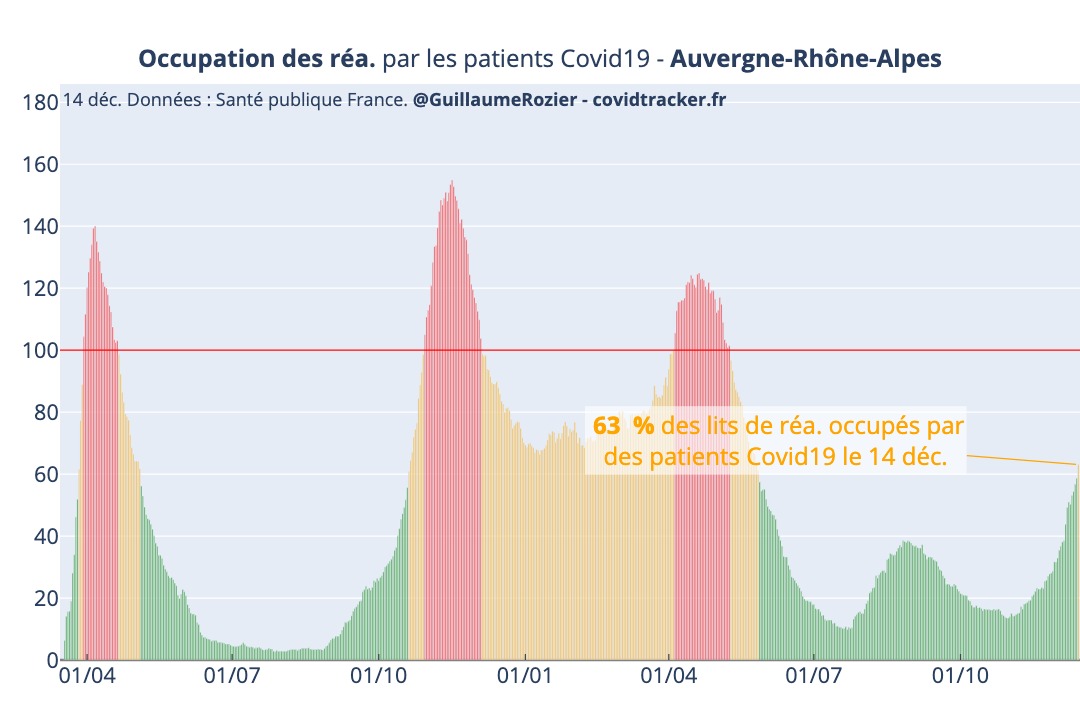 Occupation des réa. par les patients Covid19 - Auvergne-Rhône-Alpes
14 déc. Données : Santé publique France. @GuillaumeRozier - covidtracker.fr
180
160
140
120
100
80
63 % des lits de réa. occupés par
des patients Covid19 le 14 déc.
60
40
20
0
01/04 01/07 01/10 01/01 01/04 01/07 01/10